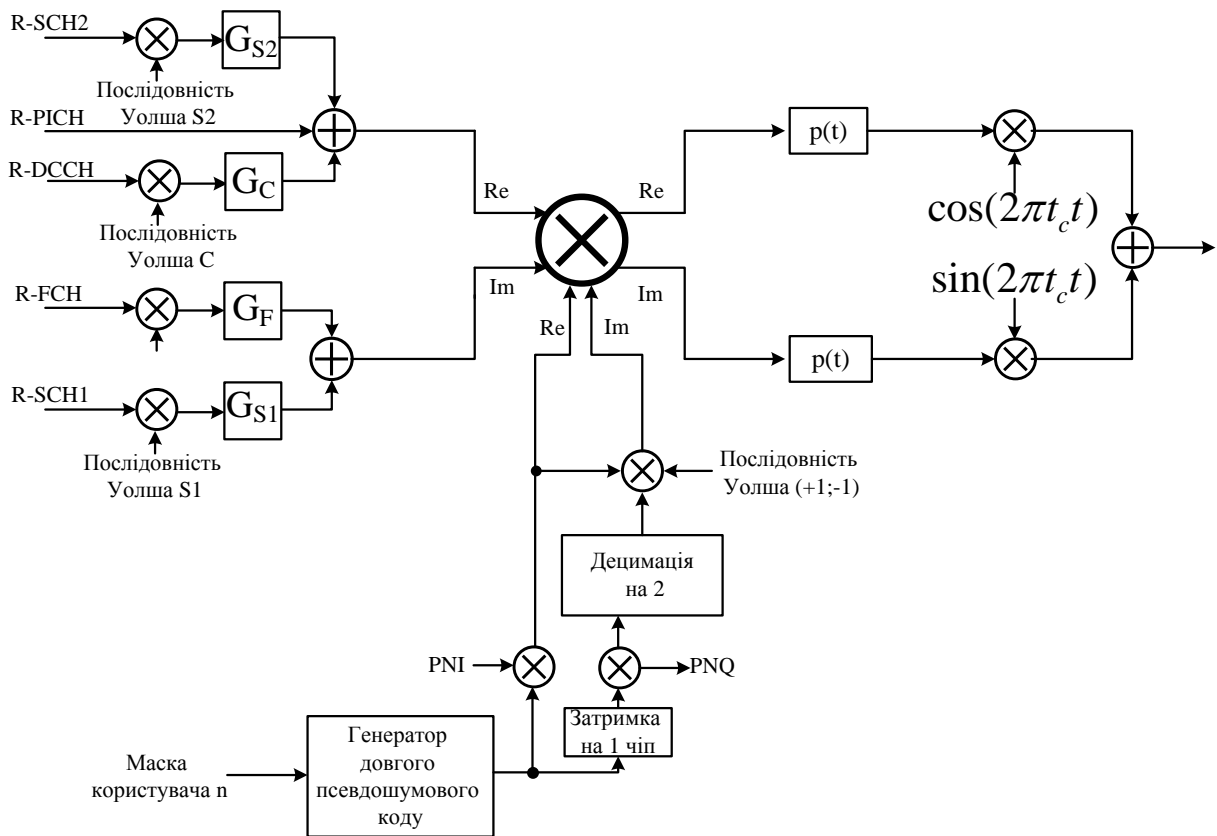 R-SCH2
G_S2
Послідовність
Уолша S2
R-PICH
R-DCCH
G_C
Послідовність
Уолша С
R-FCH
G_F
R-SCH1
G_S1
Послідовність
Уолша S1
Re
Im
Re
Im
Re
Im
p(t)
cos(2πt_c t)
sin(2πt_c t)
p(t)
Послідовність
Уолша (+1;-1)
Децимація
на 2
PNI
PNQ
Затримка
на 1 чіп
Маска
користувача n
Генератор
довгого
псевдошумового
коду